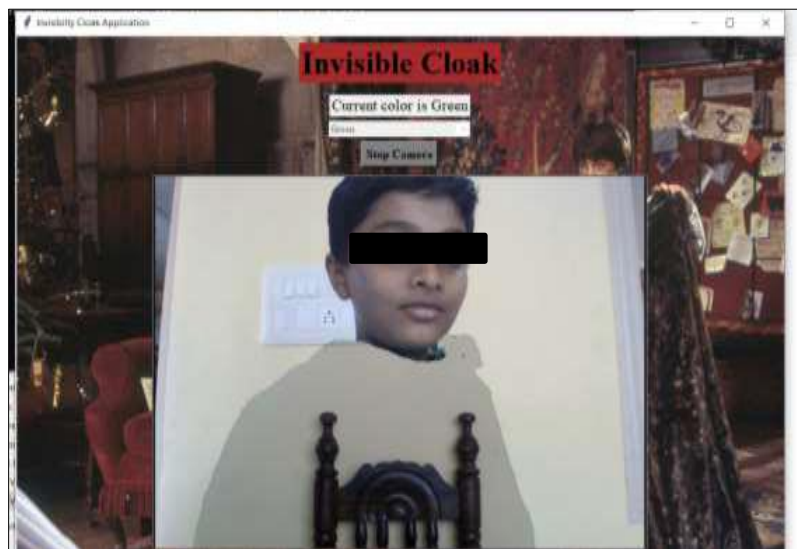 Invisibility Cloak Application
Invisible Cloak
Current color is Green
Green
Stop Camera